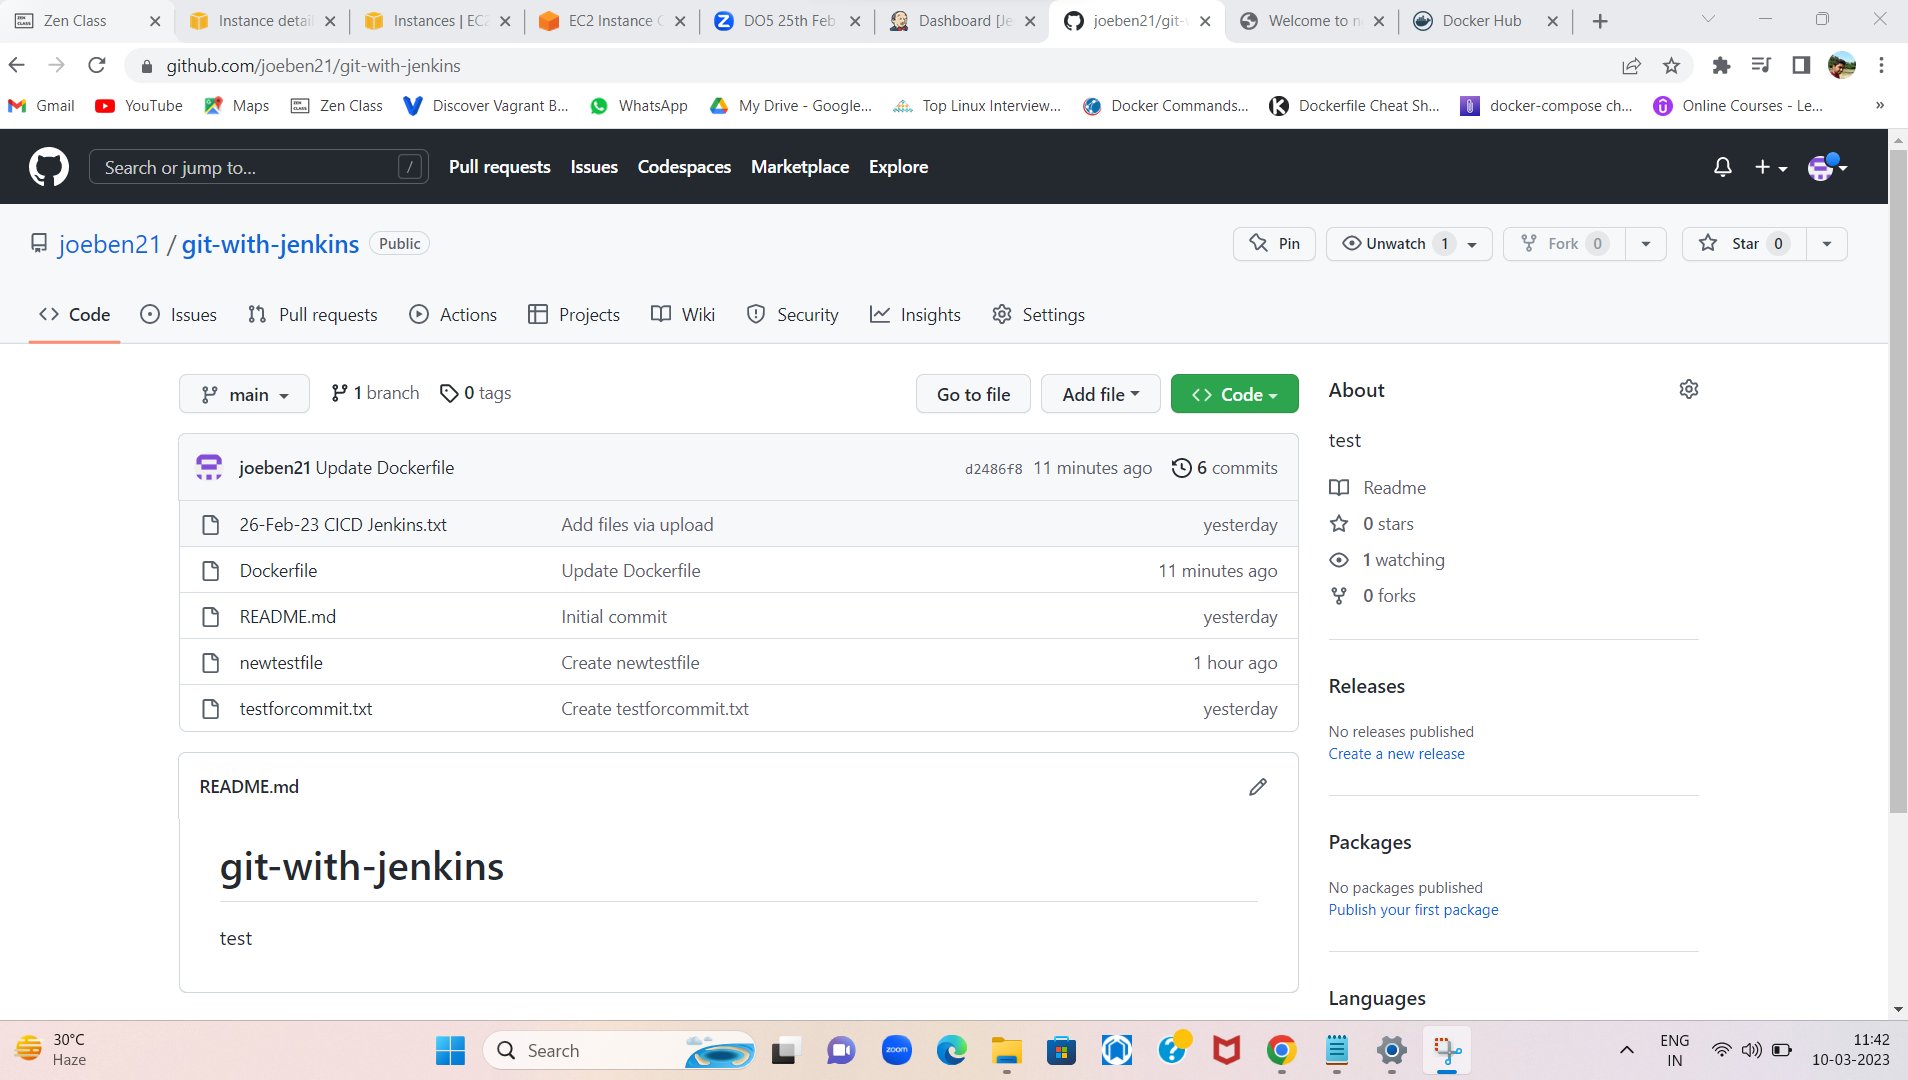 Zen Class
Instance detail
Instances | EC2
EC2 Instance C
DO5 25th Feb
Dashboard [Je
joeben21/git-w
Welcome to n
Docker Hub
github.com/joeben21/git-with-jenkins
Gmail
YouTube
Maps
Zen Class
Discover Vagrant B...
WhatsApp
My Drive - Google...
Top Linux Interview...
Docker Commands...
Dockerfile Cheat Sh...
docker-compose ch...
Online Courses - Le...
»
Search or jump to...
/
Pull requests
Issues
Codespaces
Marketplace
Explore
joeben21 / git-with-jenkins Public
Pin
Unwatch 1
Fork 0
Star 0
Code
Issues
Pull requests
Actions
Projects
Wiki
Security
Insights
Settings
main
1 branch
0 tags
Go to file
Add file
Code
joeben21 Update Dockerfile d2486f8 11 minutes ago 6 commits
26-Feb-23 CICD Jenkins.txt Add files via upload yesterday
Dockerfile Update Dockerfile 11 minutes ago
README.md Initial commit yesterday
newtestfile Create newtestfile 1 hour ago
testforcommit.txt Create testforcommit.txt yesterday
README.md
git-with-jenkins
test
About
test
Readme
0 stars
1 watching
0 forks
Releases
No releases published
Create a new release
Packages
No packages published
Publish your first package
Languages
30°C
Haze
Search
zoom
ENG
IN
11:42
10-03-2023